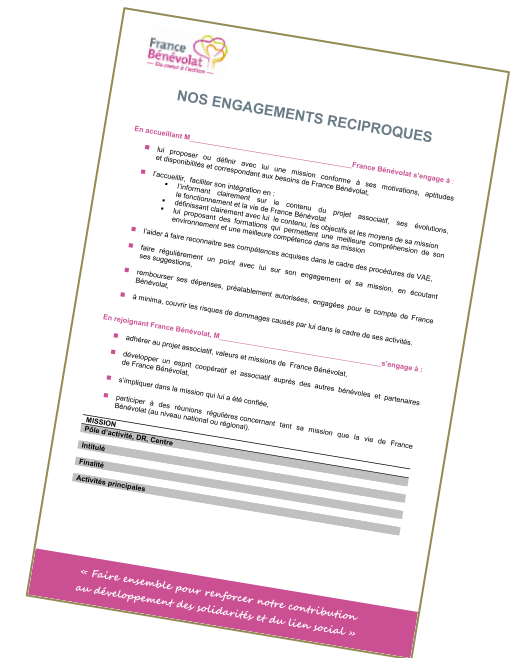 France
Bénévolat
Du cœur à l'action
NOS ENGAGEMENTS RECIPROQUES
En accueillant M________________________________France Bénévolat s'engage à :
lui proposer ou définir avec lui une mission conforme à ses motivations, aptitudes
et disponibilités et correspondant aux besoins de France Bénévolat,
l'accueillir, faciliter son intégration en :
l'informant clairement sur le contenu du projet associatif, ses évolutions,
le fonctionnement et la vie de France Bénévolat
définissant clairement avec lui le contenu, les objectifs et les moyens de sa mission
lui proposant des formations qui permettent une meilleure compréhension de son
environnement et une meilleure compétence dans sa mission
l'aider à faire reconnaitre ses compétences acquises dans le cadre des procédures de VAE,
faire régulièrement un point avec lui sur son engagement et sa mission, en écoutant
ses suggestions,
rembourser ses dépenses, préalablement autorisées, engagées pour le compte de France
Bénévolat,
à minima, couvrir les risques de dommages causés par lui dans le cadre de ses activités.
En rejoignant France Bénévolat, M________________________________s'engage à :
adhérer au projet associatif, valeurs et missions de France Bénévolat,
développer un esprit coopératif et associatif auprès des autres bénévoles et partenaires
de France Bénévolat,
s'impliquer dans la mission qui lui a été confiée,
participer à des réunions régulières concernant tant sa mission que la vie de France
Bénévolat (au niveau national ou régional).
MISSION
Pôle d'activité, DR, Centre
Intitulé
Finalité
Activités principales
« Faire ensemble pour renforcer notre contribution
au développement des solidarités et du lien social »